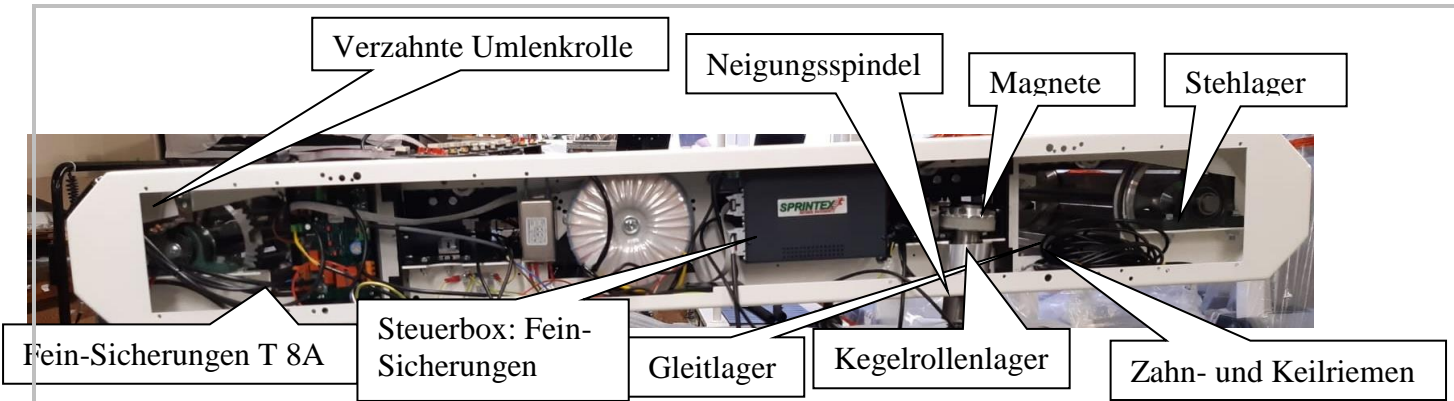 Verzahnte Umlenkrolle
Neigungsspindel
Magnete
Stehlager
SPRINTEX
Fein-Sicherungen T 8A
Steuerbox: Fein-
Sicherungen
Gleitlager
Kegelrollenlager
Zahn- und Keilriemen